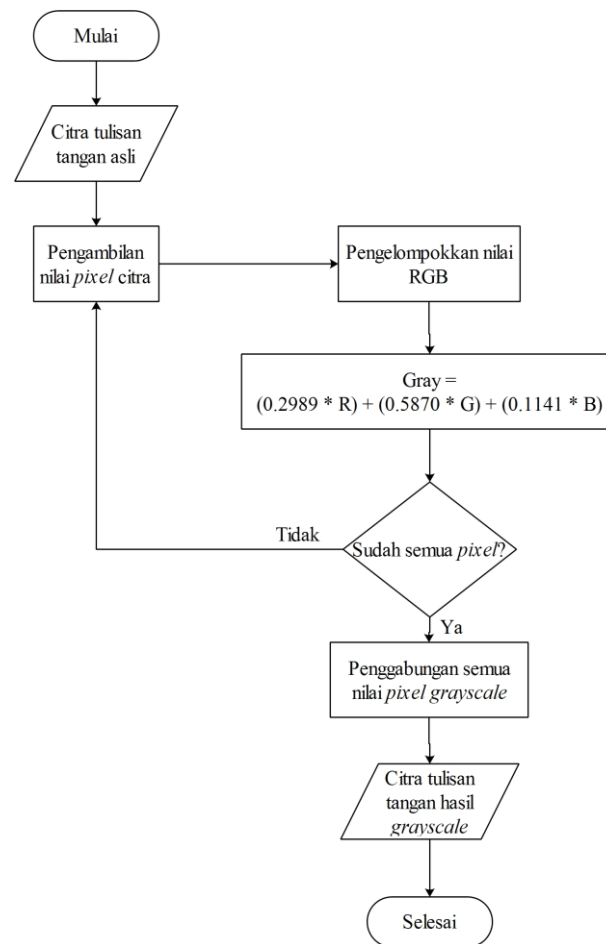 Mulai
Citra tulisan
tangan asli
Pengambilan
nilai pixel citra
Pengelompokkan nilai
RGB
Gray =
(0.2989 * R) + (0.5870 * G) + (0.1141 * B)
Sudah semua pixel?
Tidak
Ya
Penggabungan semua
nilai pixel grayscale
Citra tulisan
tangan hasil
grayscale
Selesai